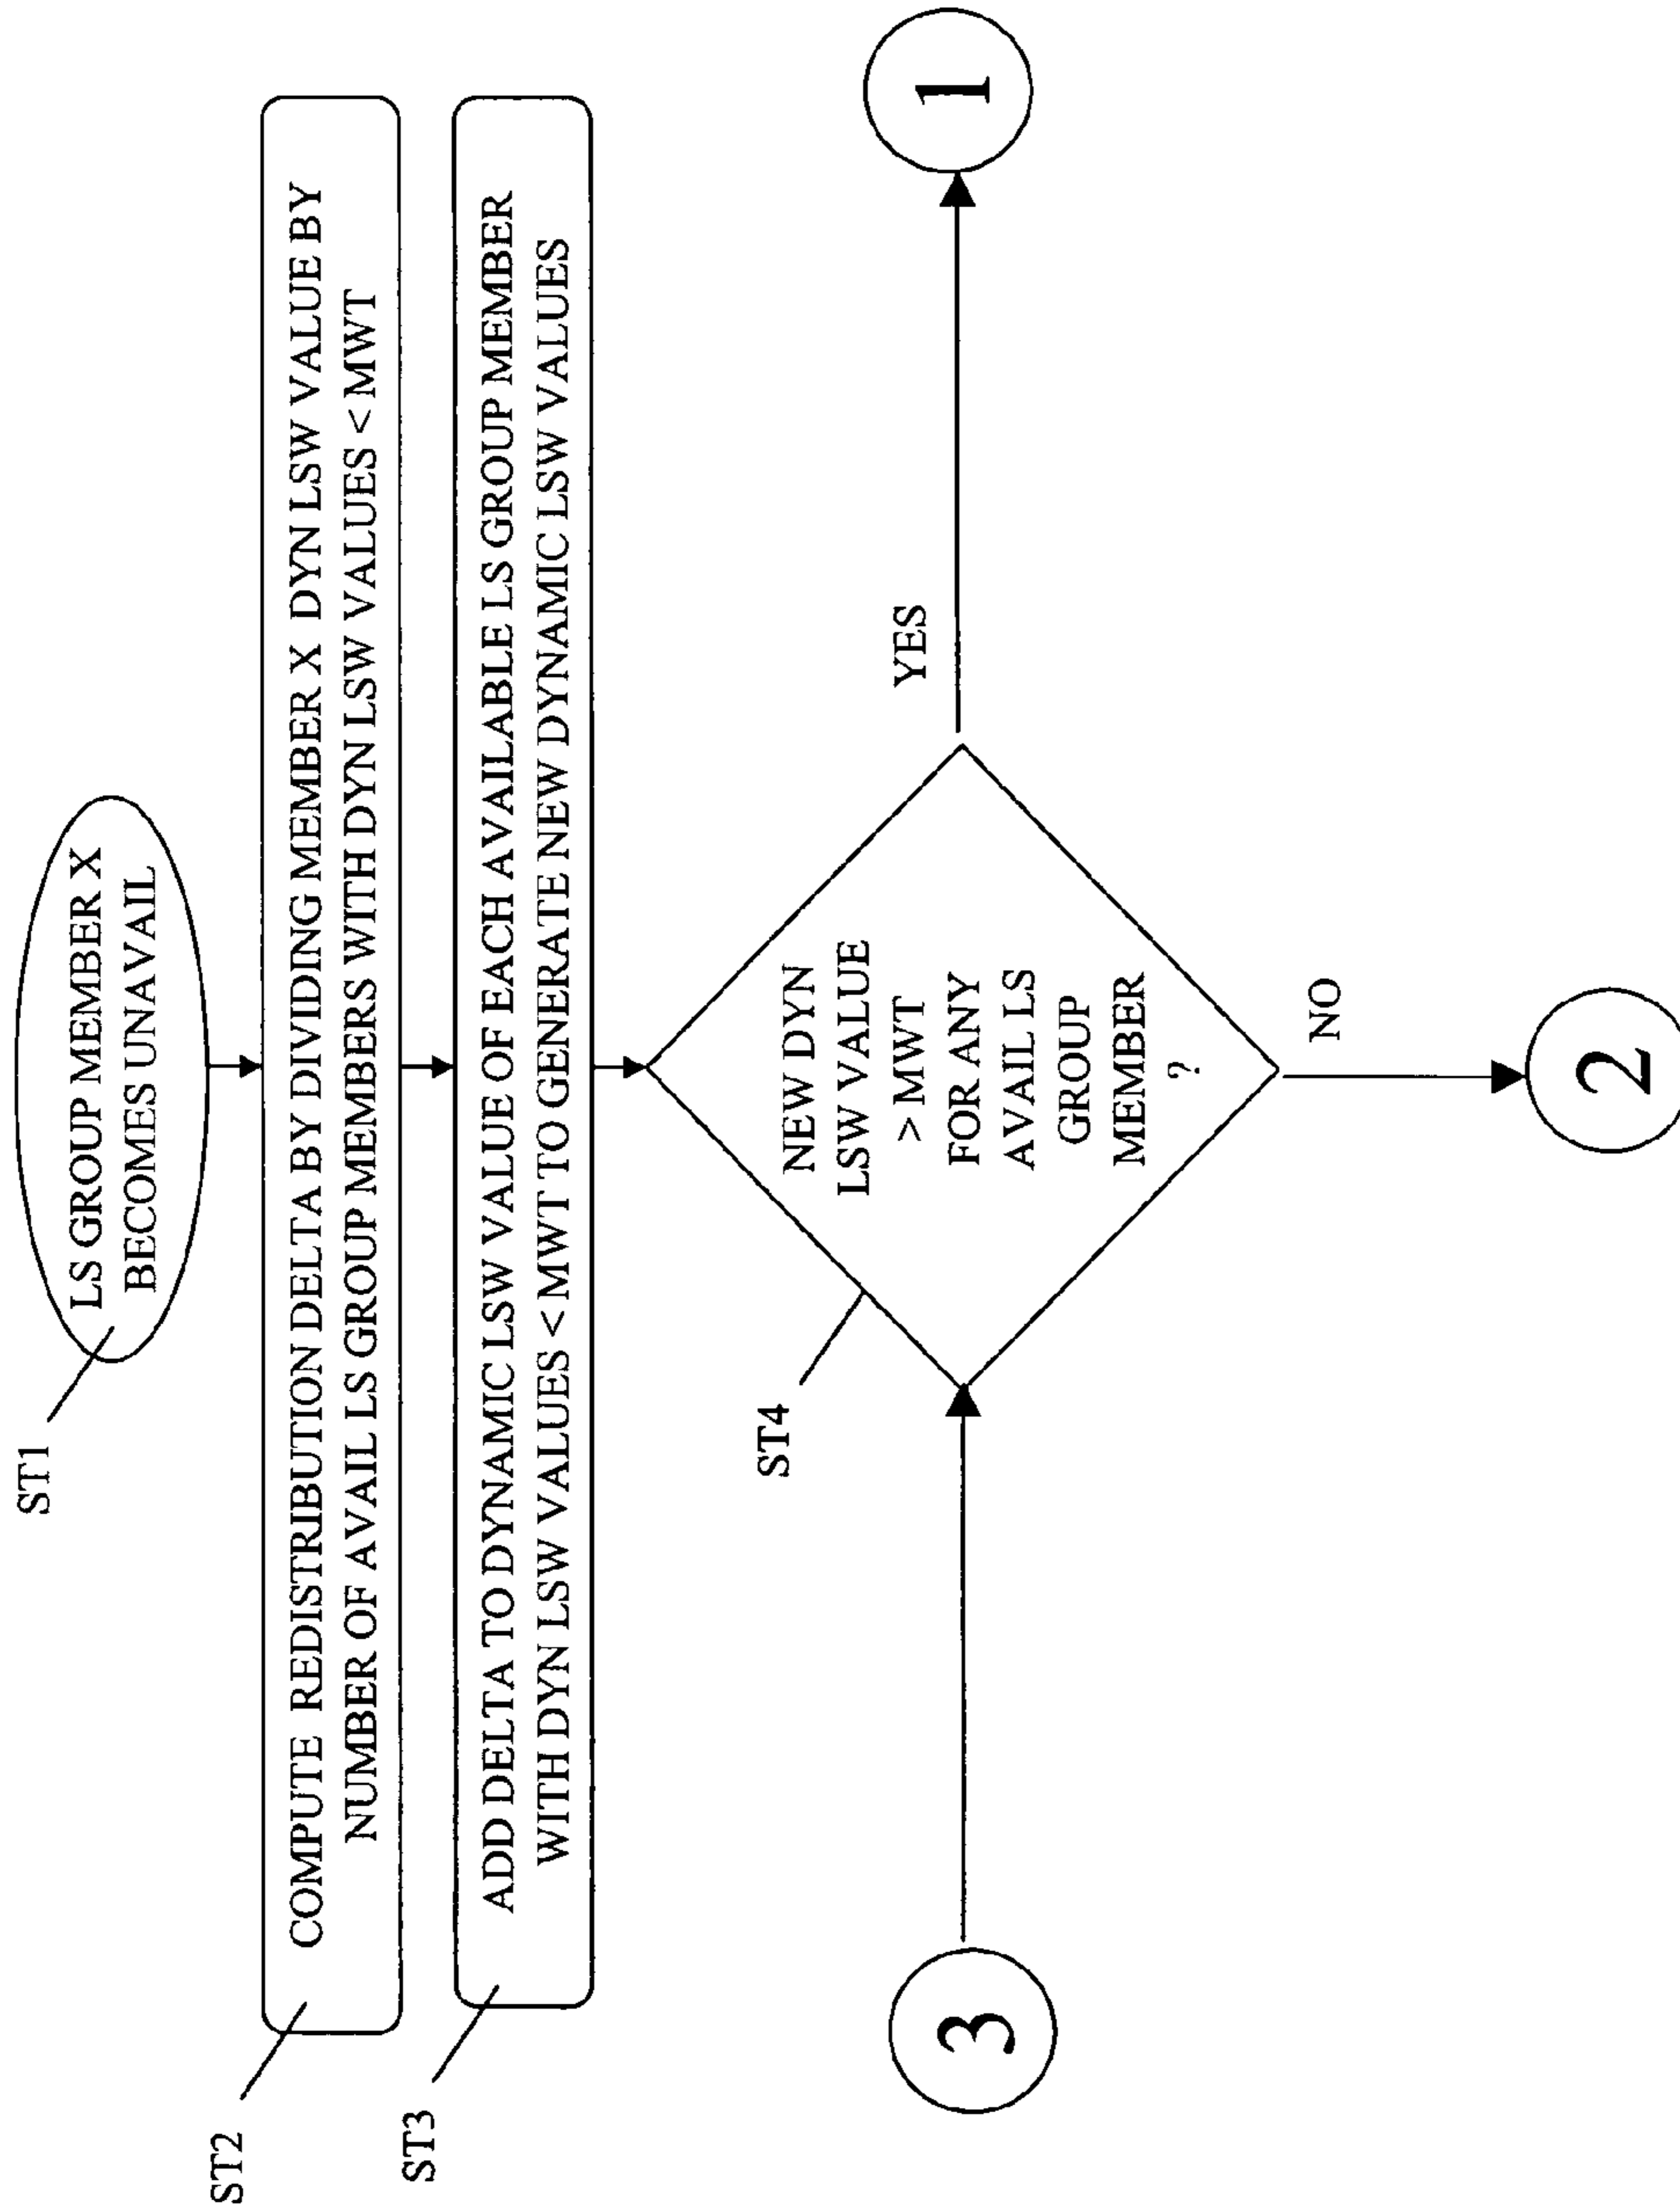 ST1
LS GROUP MEMBER X
BECOMES UNAVAIL
ST2
COMPUTE REDISTRIBUTION DELTA BY DIVIDING MEMBER X DYN LSW VALUE BY
NUMBER OF AVAIL LS GROUP MEMBERS WITH DYN LSW VALUES < MWT
ST3
ADD DELTA TO DYNAMIC LSW VALUE OF EACH AVAILABLE LS GROUP MEMBER
WITH DYN LSW VALUES < MWT TO GENERATE NEW DYNAMIC LSW VALUES
ST4
NEW DYN
LSW VALUE
> MWT
FOR ANY
AVAIL LS
GROUP
MEMBER
?
YES
1
3
NO
2